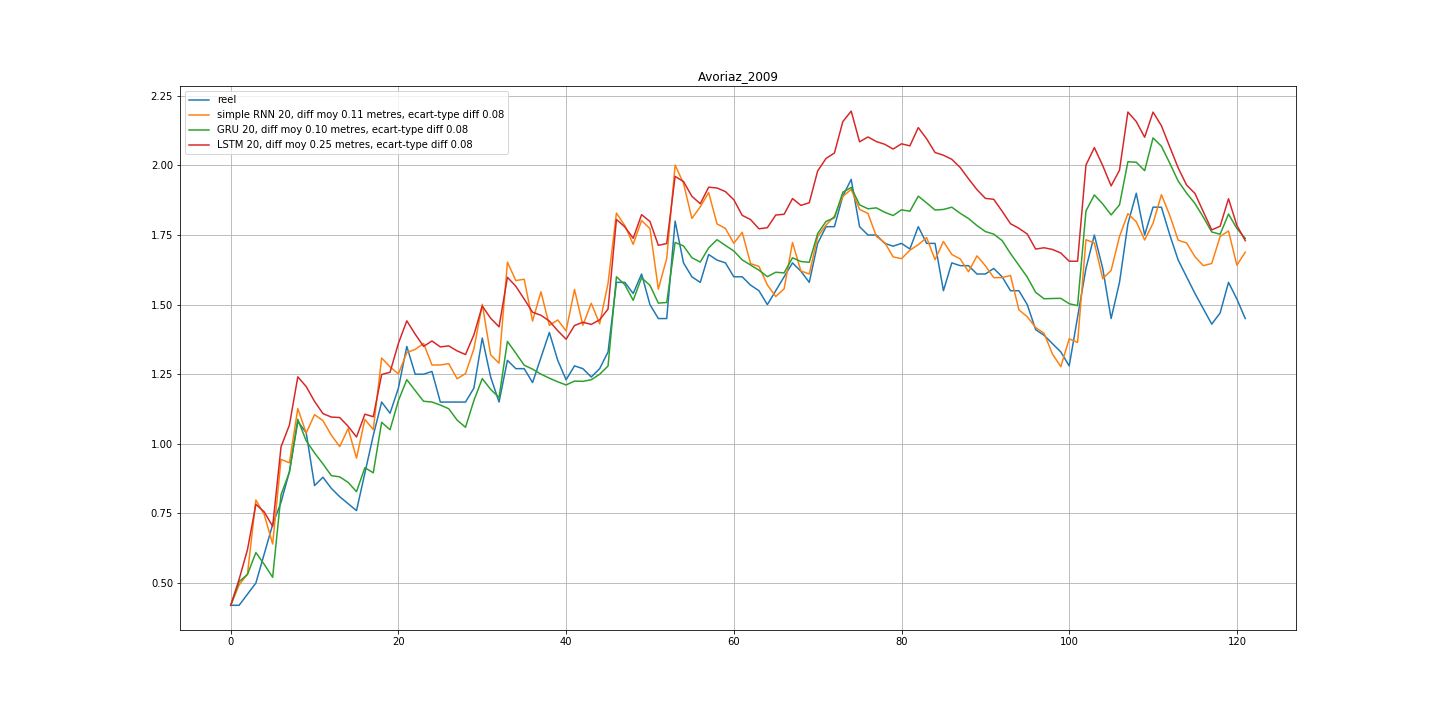 Avoriaz_2009
reel
simple RNN 20, diff moy 0.11 metres, ecart-type diff 0.08
GRU 20, diff moy 0.10 metres, ecart-type diff 0.08
LSTM 20, diff moy 0.25 metres, ecart-type diff 0.08
2.25
2.00
1.75
1.50
1.25
1.00
0.75
0.50
0 20 40 60 80 100 120